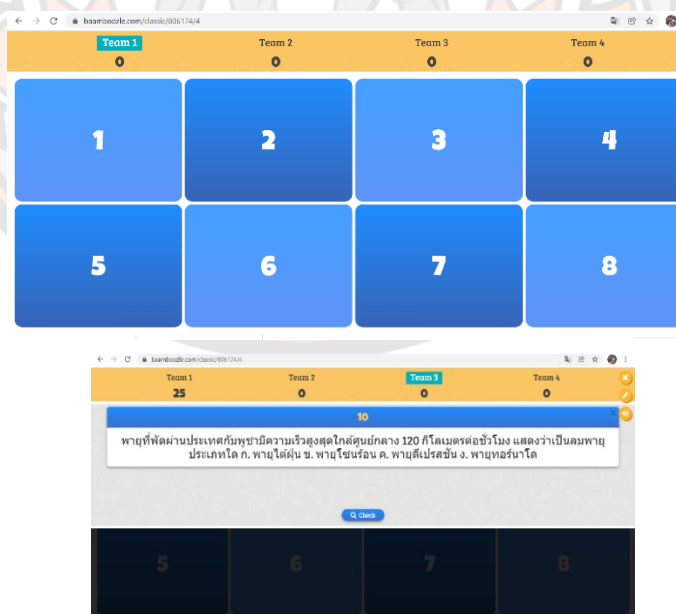 baamboozle.com/classic/806174/4
Team 1 Team 2 Team 3 Team 4
0 0 0 0
1 2 3 4
5 6 7 8
baamboozle.com/classic/806174/4
Team 1 Team 2 Team 3 Team 4
25 0 0 0
10
พายุที่พัดผ่านประเทศกัมพูชามีความเร็วสูงสุดใกล้ศูนย์กลาง 120 กิโลเมตรต่อชั่วโมง แสดงว่าเป็นลมพายุ
ประเภทใด ก. พายุไต้ฝุ่น ข. พายุโซนร้อน ค. พายุดีเปรสชัน ง. พายุทอร์นาโด
Check
5 6 7 8